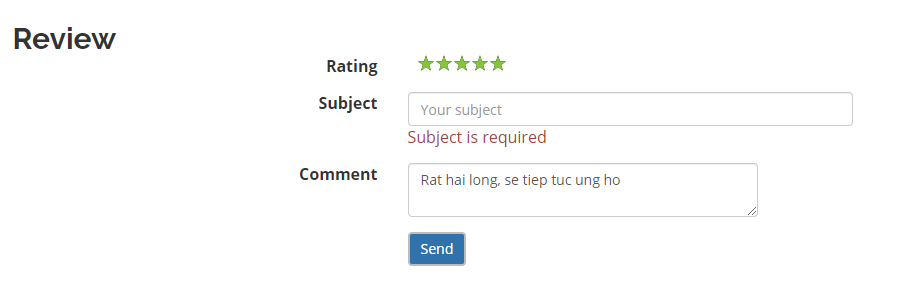 Review
Rating
Subject
Your subject
Subject is required
Comment
Rat hai long, se tiep tuc ung ho
Send